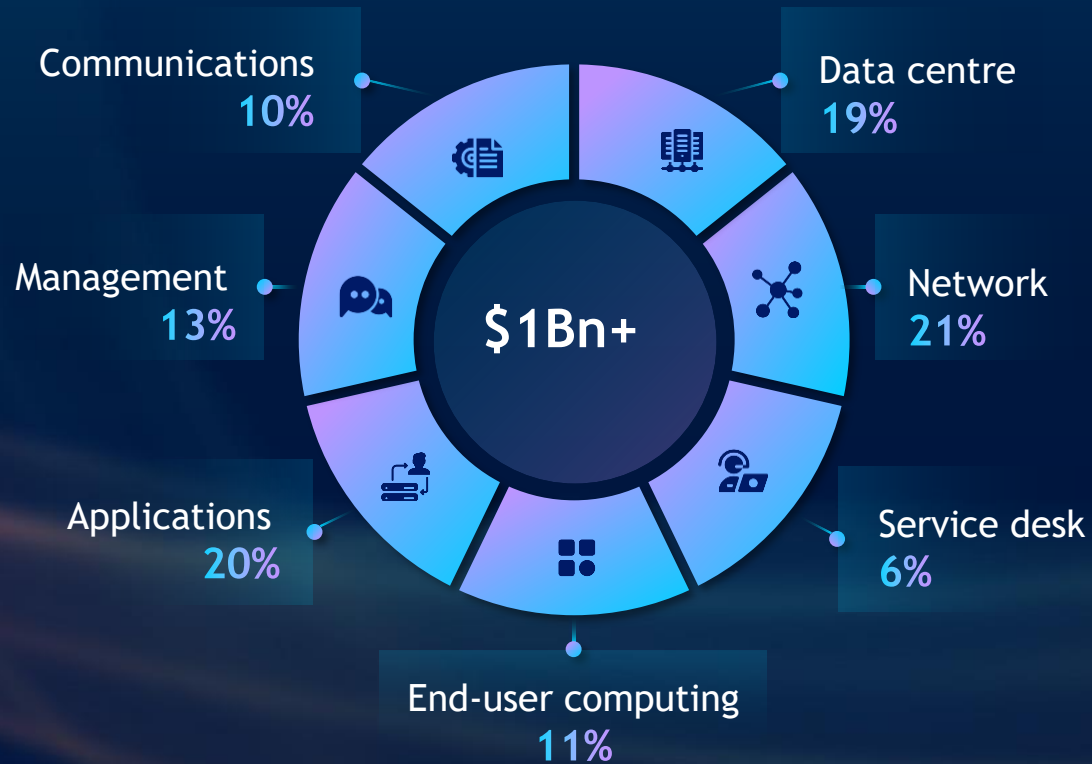 Communications
10%
Data centre
19%
Management
13%
$1Bn+
Network
21%
Applications
20%
Service desk
6%
End-user computing
11%